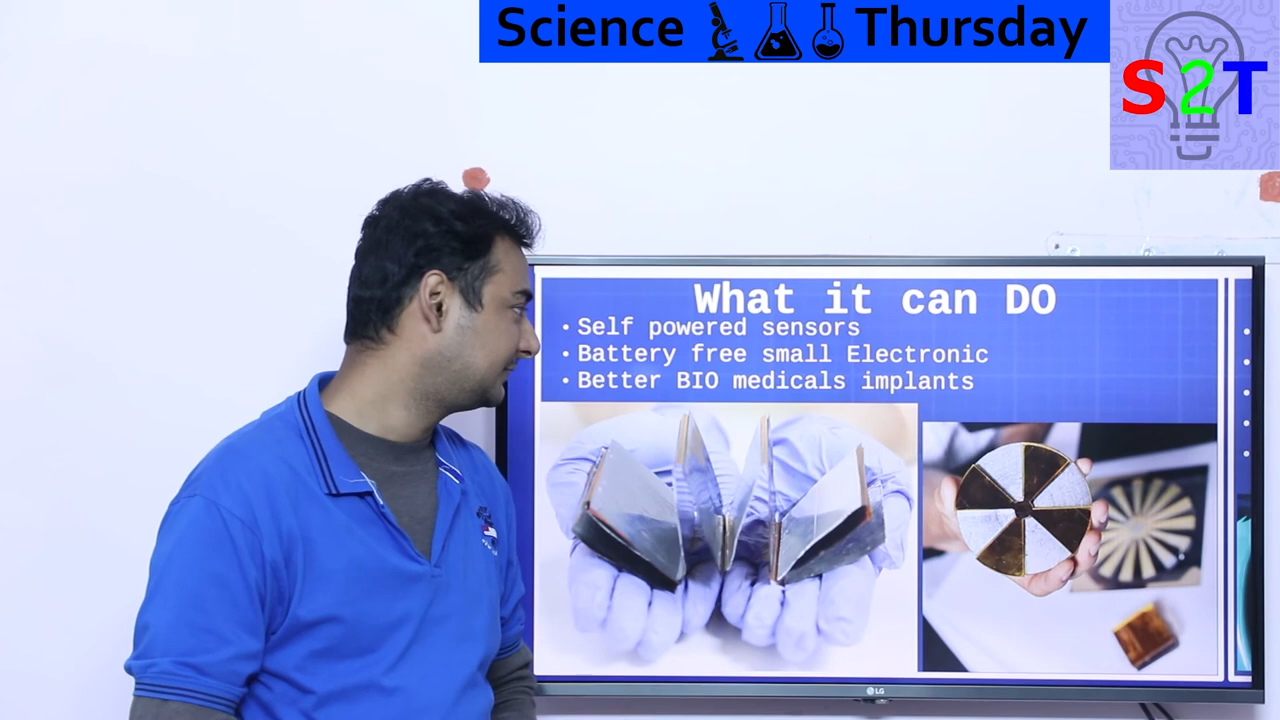 Science Thursday
S2T
What it can DO
• Self powered sensors
• Battery free small Electronic
• Better BIO medicals implants
LG